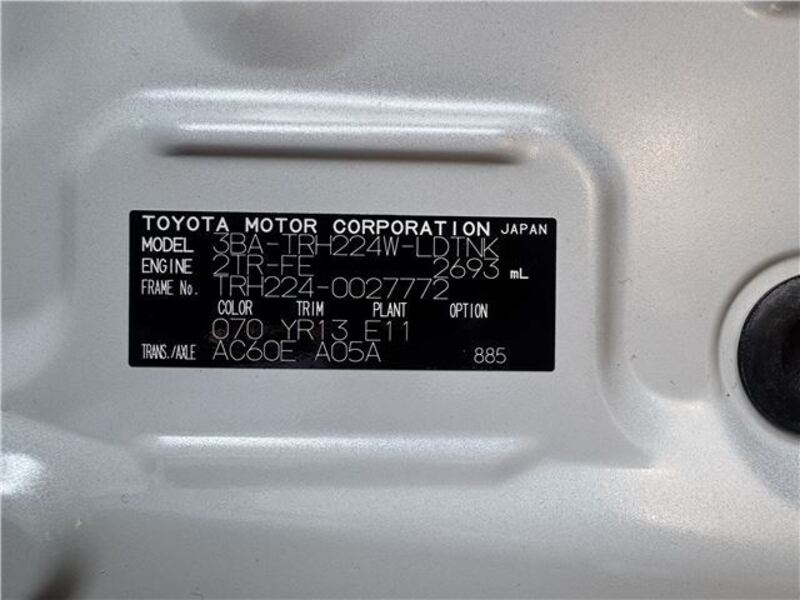 TOYOTA MOTOR CORPORATION JAPAN
MODEL 3BA-TRH224W-LDTNK
ENGINE 2TR-FE 2693 mL
FRAME No. TRH224-0027772
COLOR TRIM PLANT OPTION
070 YR13 E11
TRANS./AXLE AC60E A05A 885